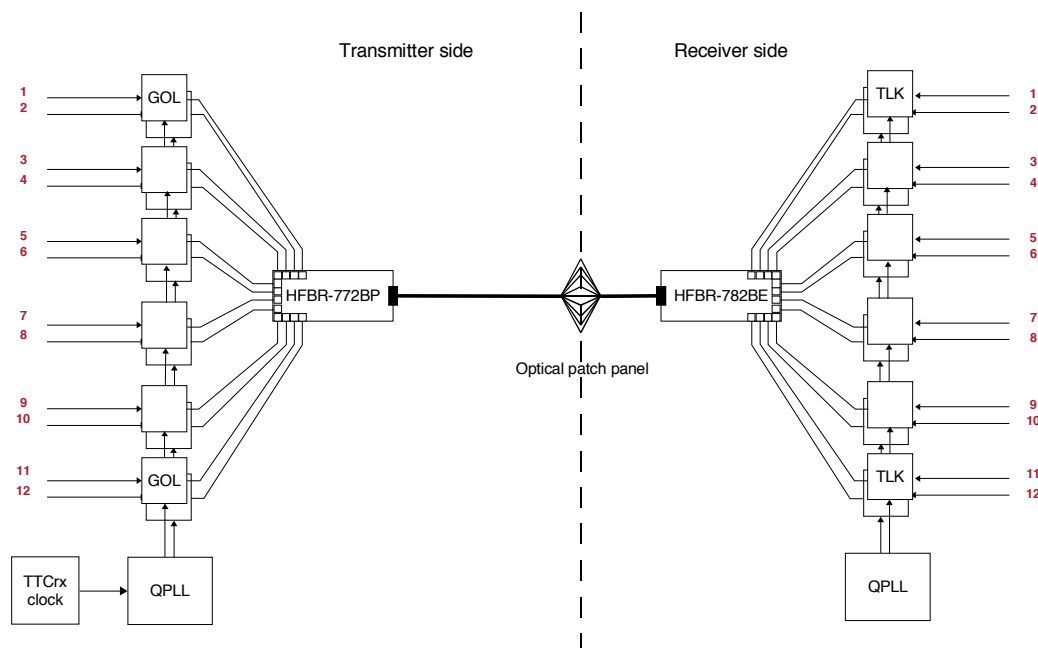 Transmitter side
Receiver side
1
GOL
2
3
4
5
6
7
8
9
10
11
GOL
12
HFBR-772BP
TTCrx
clock
QPLL
Optical patch panel
HFBR-782BE
TLK
1
2
3
4
5
6
7
8
9
10
TLK
11
12
QPLL